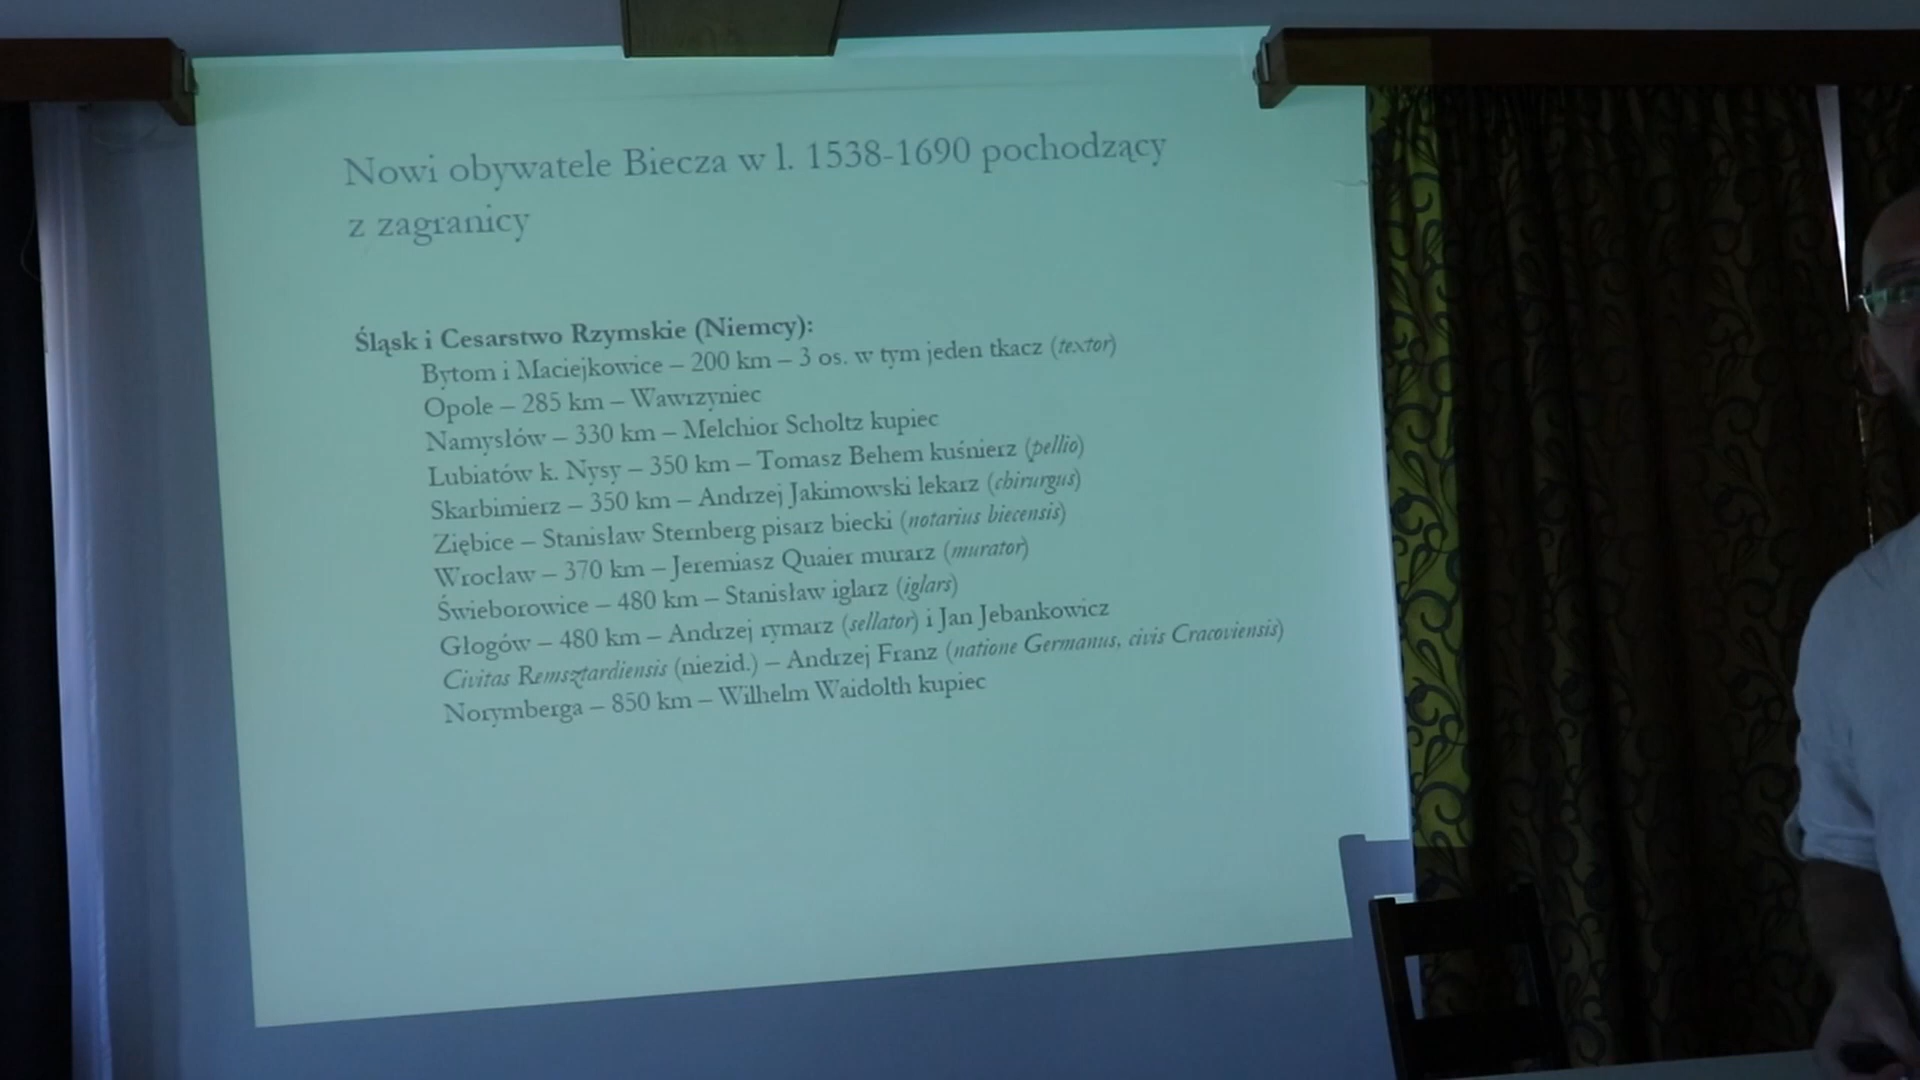 Nowi obywatele Biecza w l. 1538-1690 pochodzący
z zagranicy
Śląsk i Cesarstwo Rzymskie (Niemcy):
Bytom i Maciejkowice – 200 km – 3 os. w tym jeden tkacz (textor)
Opole – 285 km – Wawrzyniec
Namysłów – 330 km – Melchior Scholtz kupiec
Lubiatów k. Nysy – 350 km – Tomasz Behem kuśnierz (pellio)
Skarbimierz – 350 km – Andrzej Jakimowski lekarz (chirurgus)
Ziębice – Stanisław Sternberg pisarz biecki (notarius biecensis)
Wrocław – 370 km – Jeremiasz Quaier murarz (murator)
Świeborowice – 480 km – Stanisław iglarz (iglars)
Głogów – 480 km – Andrzej rymarz (sellator) i Jan Jebankowicz
Civitas Remsztardiensis (niezid.) – Andrzej Franz (natione Germanus, civis Cracoviensis)
Norymberga – 850 km – Wilhelm Waidolth kupiec